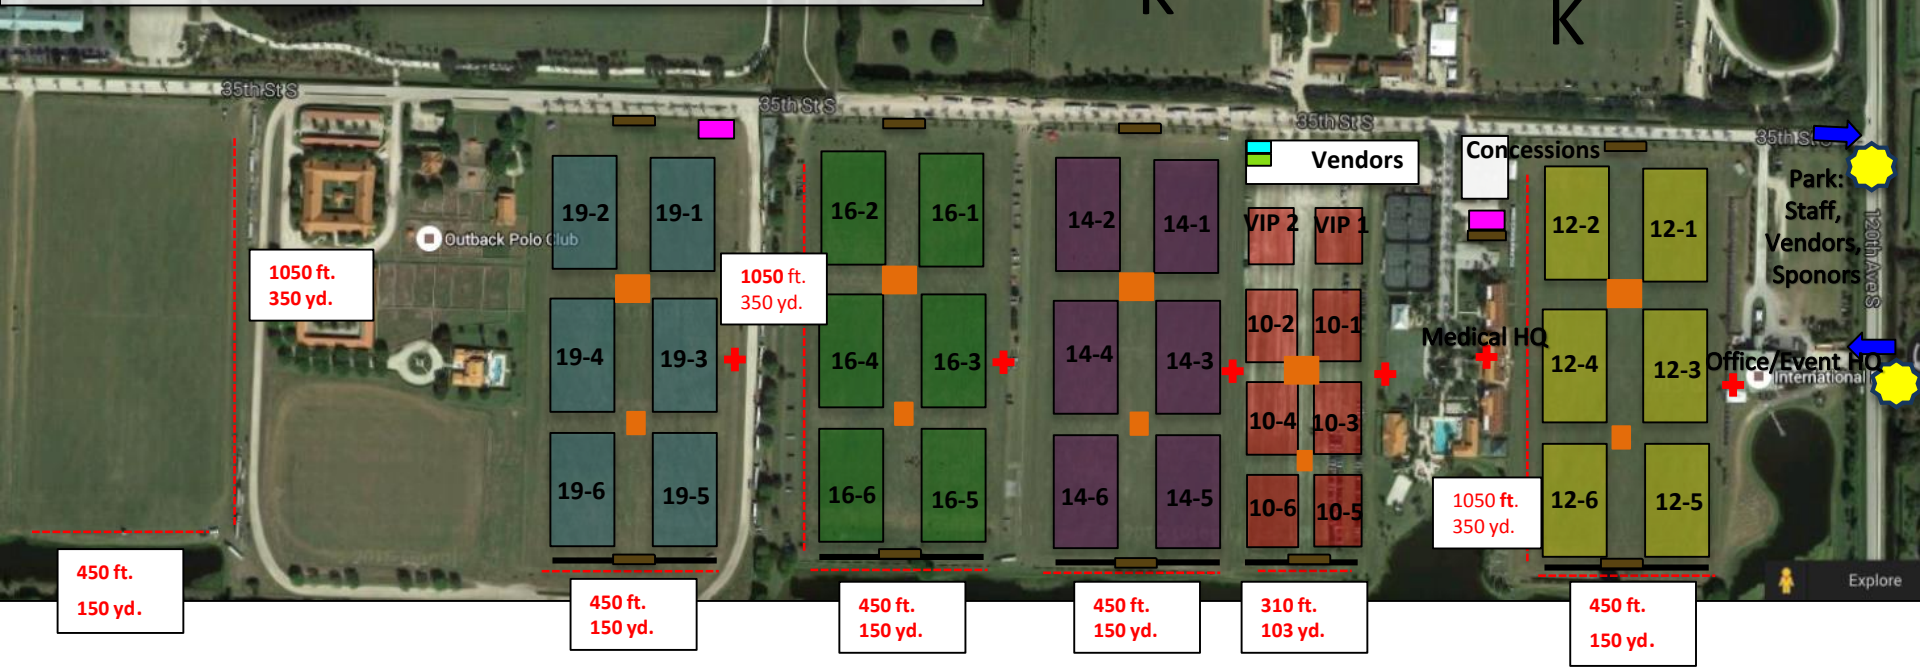 K
K
35th St S
35th St S
35th St S
35th St S
Vendors
Concessions
Park:
Staff,
Vendors,
Sponors
120th Ave S
Outback Polo Club
19-2
19-1
16-2
16-1
14-2
14-1
VIP 2
VIP 1
12-2
12-1
1050 ft.
350 yd.
1050 ft.
350 yd.
19-4
19-3
16-4
16-3
14-4
14-3
10-2
10-1
Medical HQ
12-4
12-3
Office/Event HQ
International
10-4
10-3
19-6
19-5
16-6
16-5
14-6
14-5
10-6
10-5
1050 ft.
350 yd.
12-6
12-5
Explore
450 ft.
150 yd.
450 ft.
150 yd.
450 ft.
150 yd.
450 ft.
150 yd.
310 ft.
103 yd.
450 ft.
150 yd.